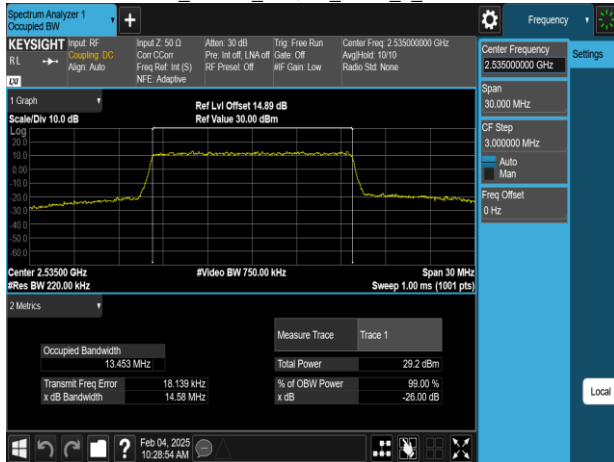 Spectrum Analyzer 1
Occupied BW
Frequency
KEYSIGHT
RL
LXI
Input: RF
Coupling: DC
Align: Auto
Input Z: 50 Ω
Corr CCorr
Freq Ref: Int (S)
NFE: Adaptive
Atten: 30 dB
Pre: Int off, LNA off
RF Preset: Off
Trig: Free Run
Gate: Off
#IF Gain: Low
Center Freq: 2.535000000 GHz
Avg|Hold: 10/10
Radio Std: None
Center Frequency
2.535000000 GHz
Settings
Span
30.000 MHz
CF Step
3.000000 MHz
Auto
Man
Freq Offset
0 Hz
Local
1 Graph
Scale/Div 10.0 dB
Ref Lvl Offset 14.89 dB
Ref Value 30.00 dBm
Log
20.0
10.0
0.00
-10.0
-20.0
-30.0
-40.0
-50.0
-60.0
Center 2.53500 GHz
#Video BW 750.00 kHz
Span 30 MHz
#Res BW 220.00 kHz
Sweep 1.00 ms (1001 pts)
2 Metrics
Measure Trace
Trace 1
Occupied Bandwidth
13.453 MHz
Total Power
29.2 dBm
Transmit Freq Error
18.139 kHz
% of OBW Power
99.00 %
x dB Bandwidth
14.58 MHz
x dB
-26.00 dB
?
Feb 04, 2025
10:28:54 AM